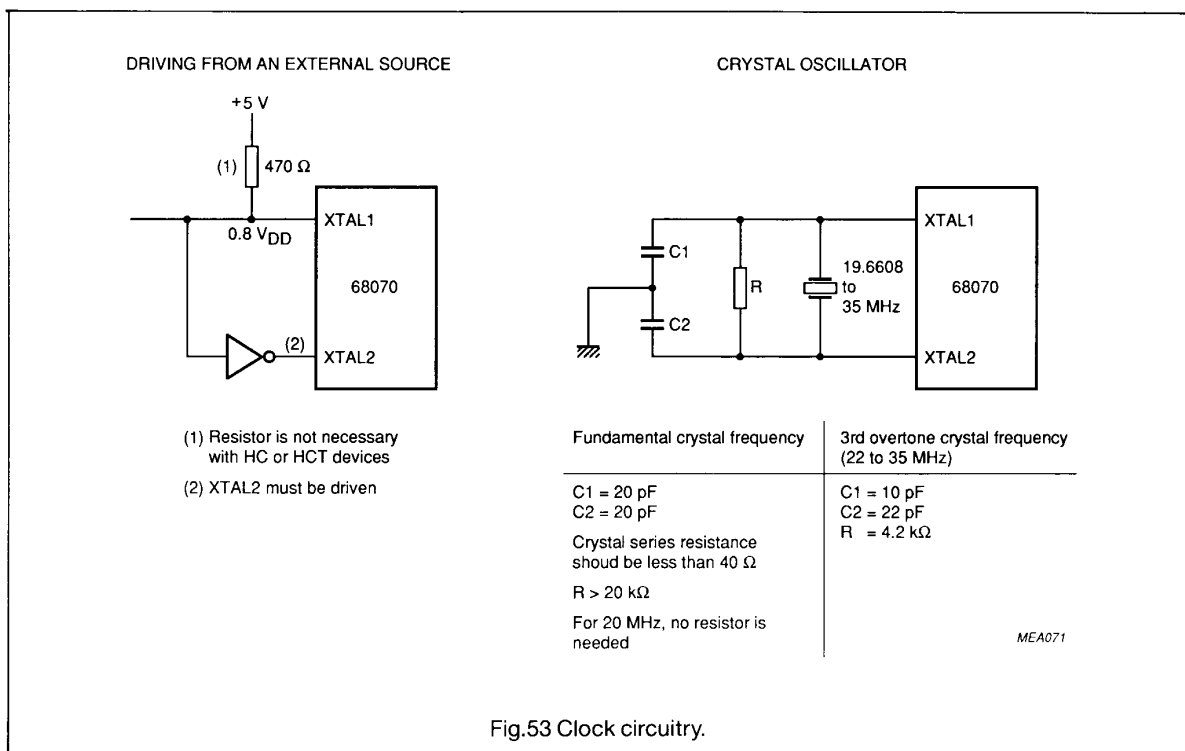 DRIVING FROM AN EXTERNAL SOURCE
+5 V
(1)
470 Ω
XTAL1
0.8 VDD
68070
(2)
XTAL2
(1) Resistor is not necessary
with HC or HCT devices
(2) XTAL2 must be driven
CRYSTAL OSCILLATOR
C1
R
C2
19.6608
to
35 MHz
XTAL1
68070
XTAL2
Fundamental crystal frequency
C1 = 20 pF
C2 = 20 pF
Crystal series resistance
shoud be less than 40 Ω
R > 20 kΩ
For 20 MHz, no resistor is
needed
3rd overtone crystal frequency
(22 to 35 MHz)
C1 = 10 pF
C2 = 22 pF
R = 4.2 kΩ
MEA071
Fig.53 Clock circuitry.